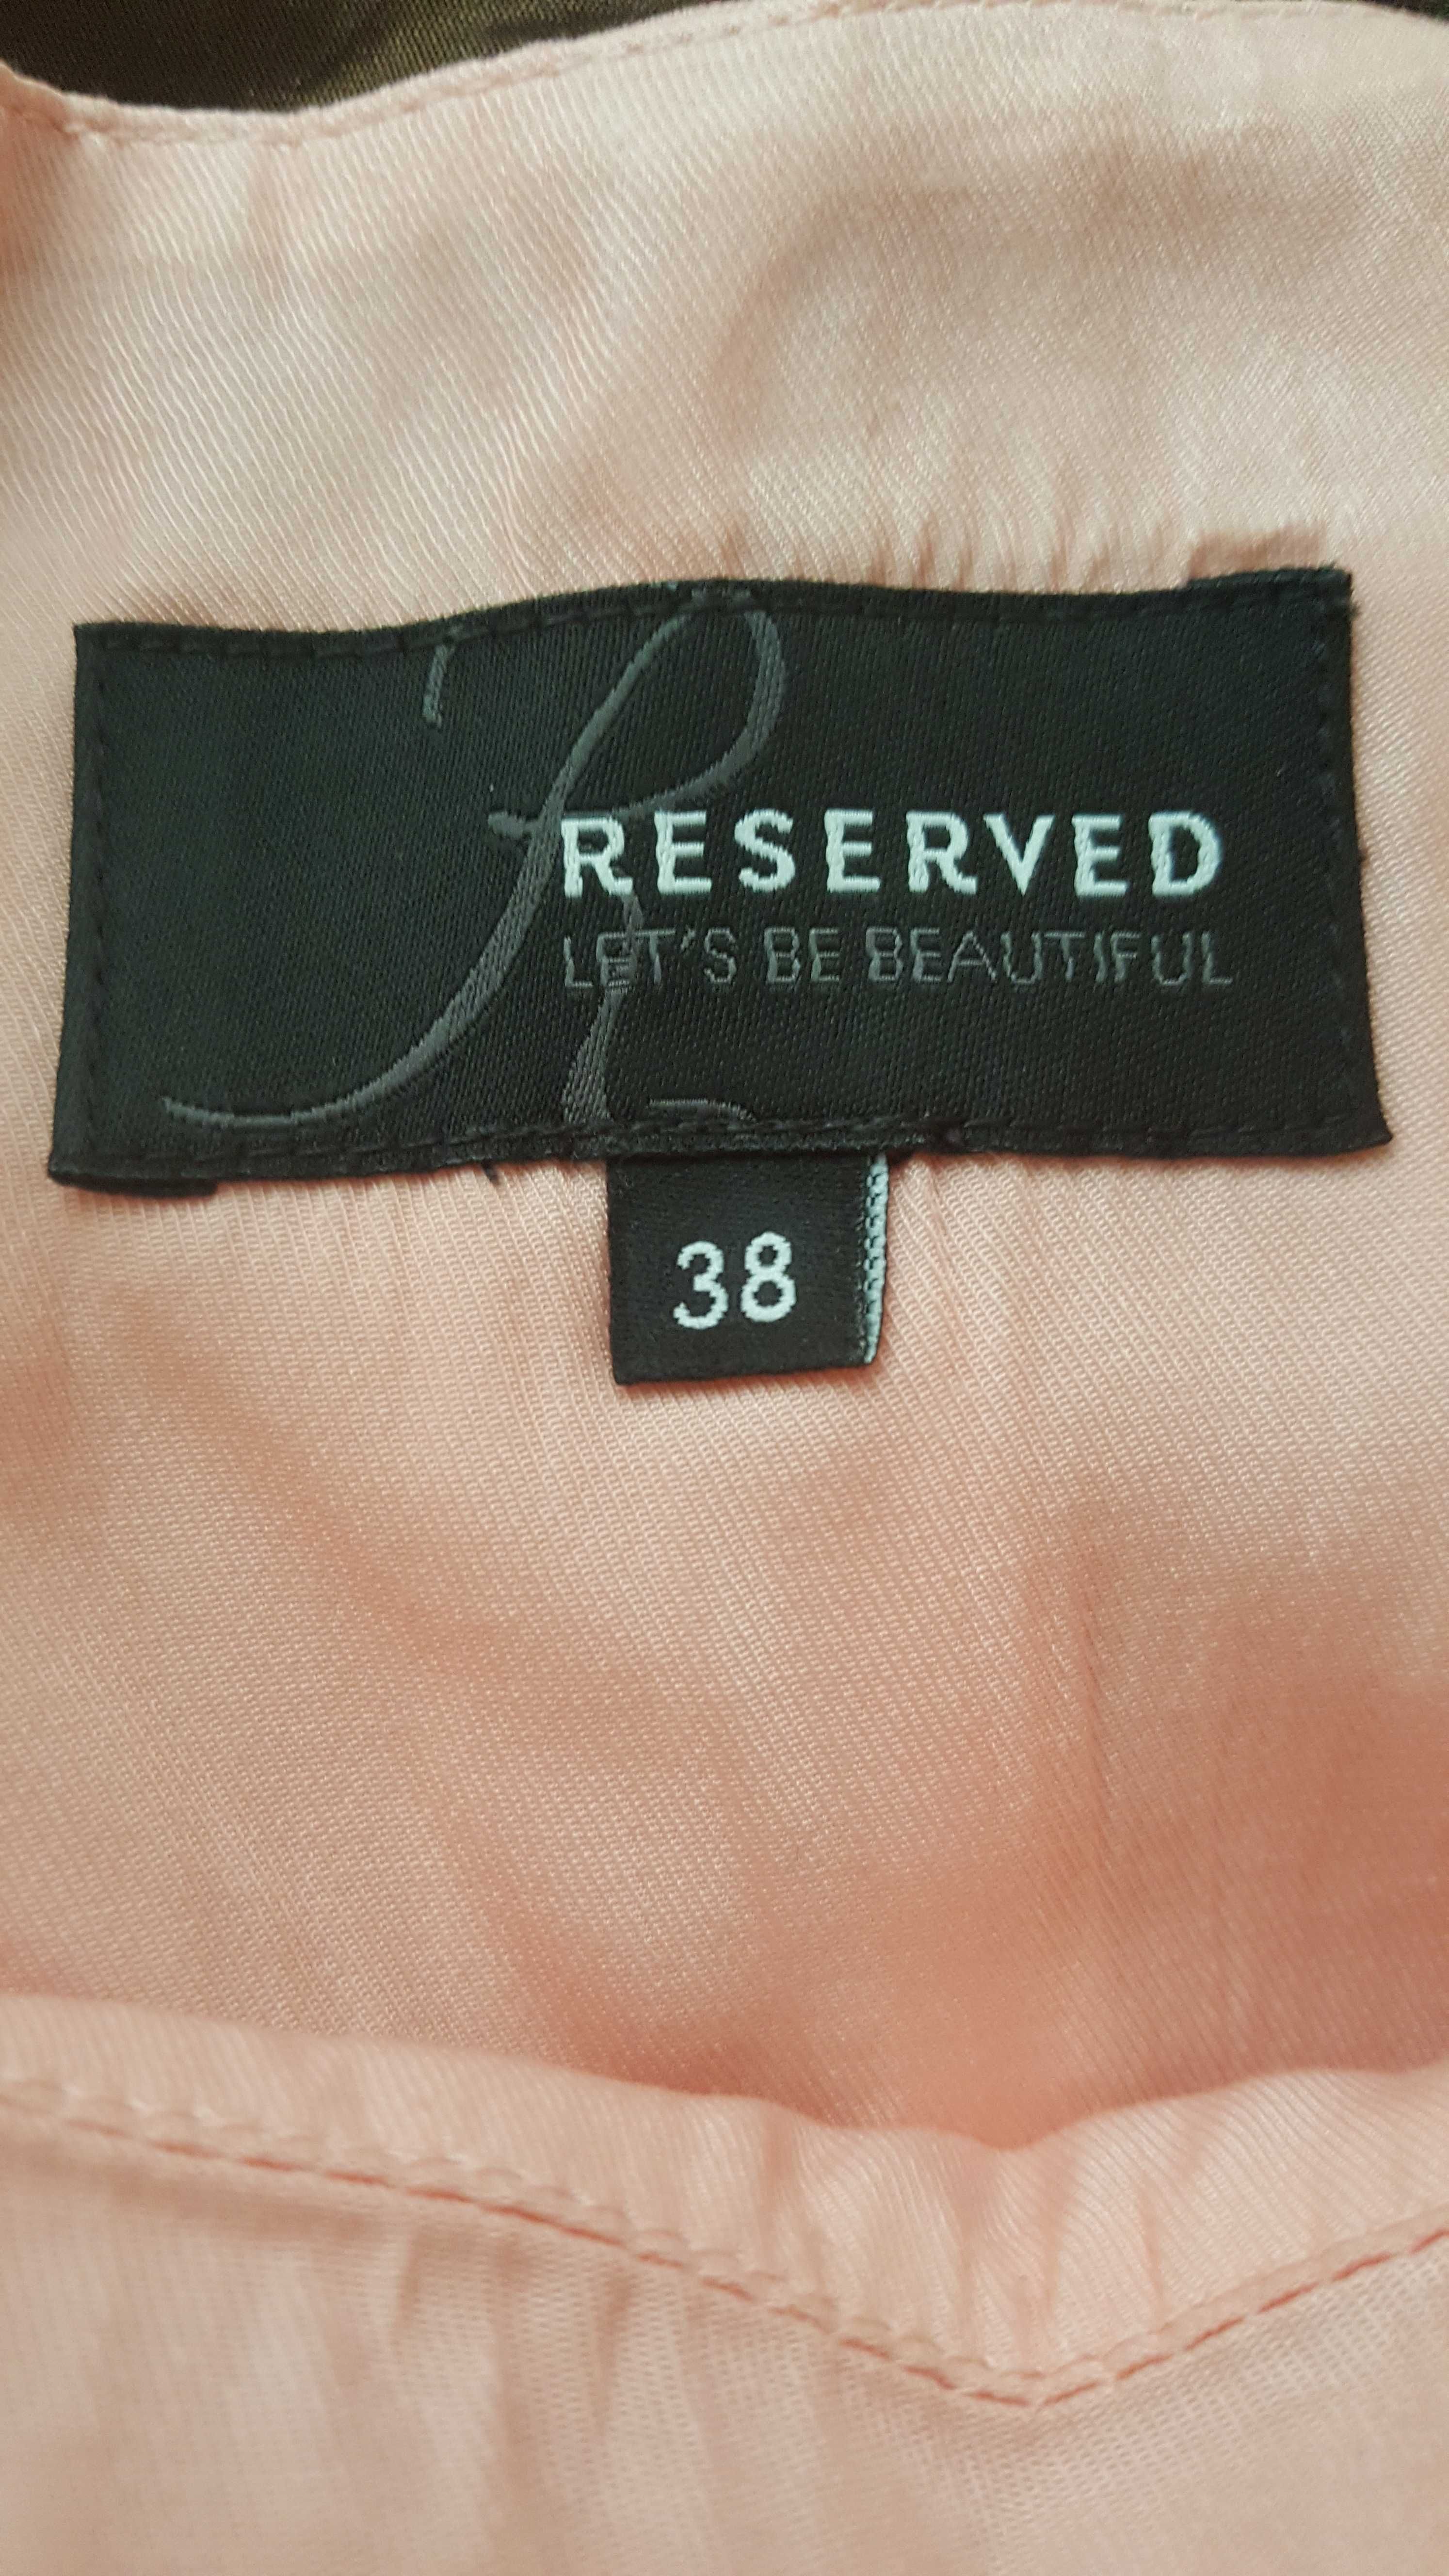 RESERVED
LET'S BE BEAUTIFUL
38